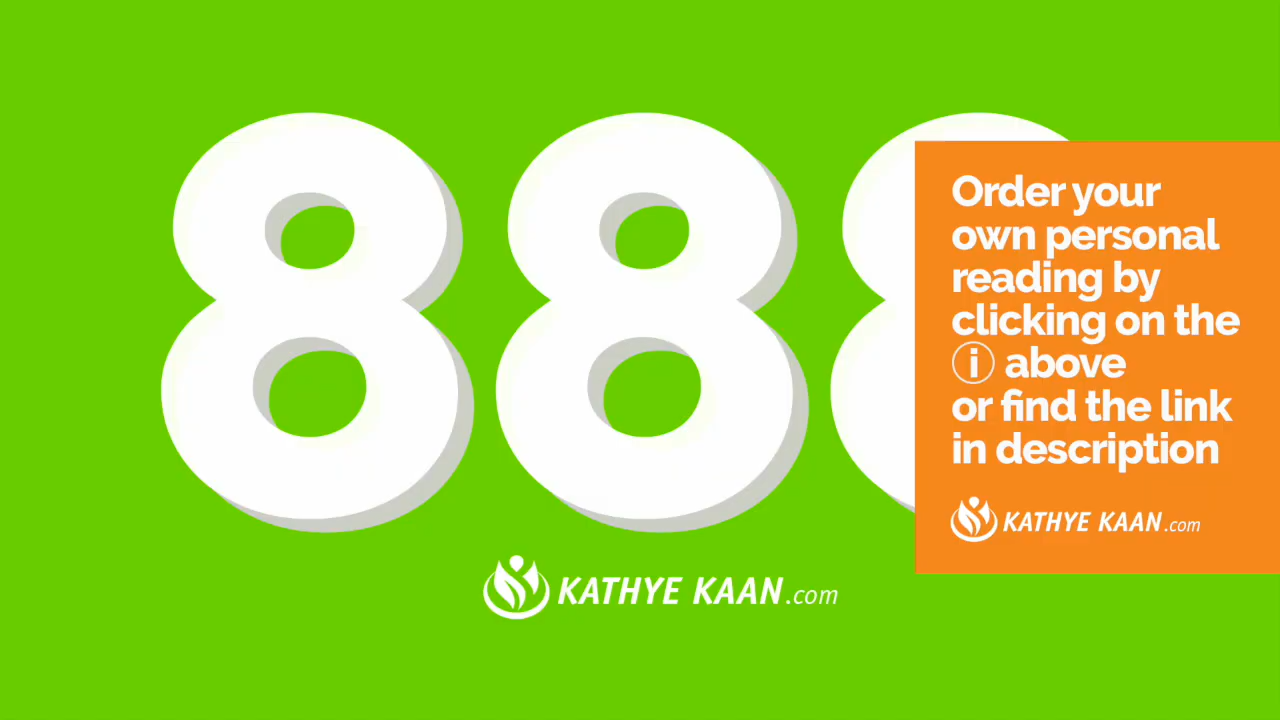 888
Order your
own personal
reading by
clicking on the
i above
or find the link
in description
KATHYE KAAN.com
KATHYE KAAN.com